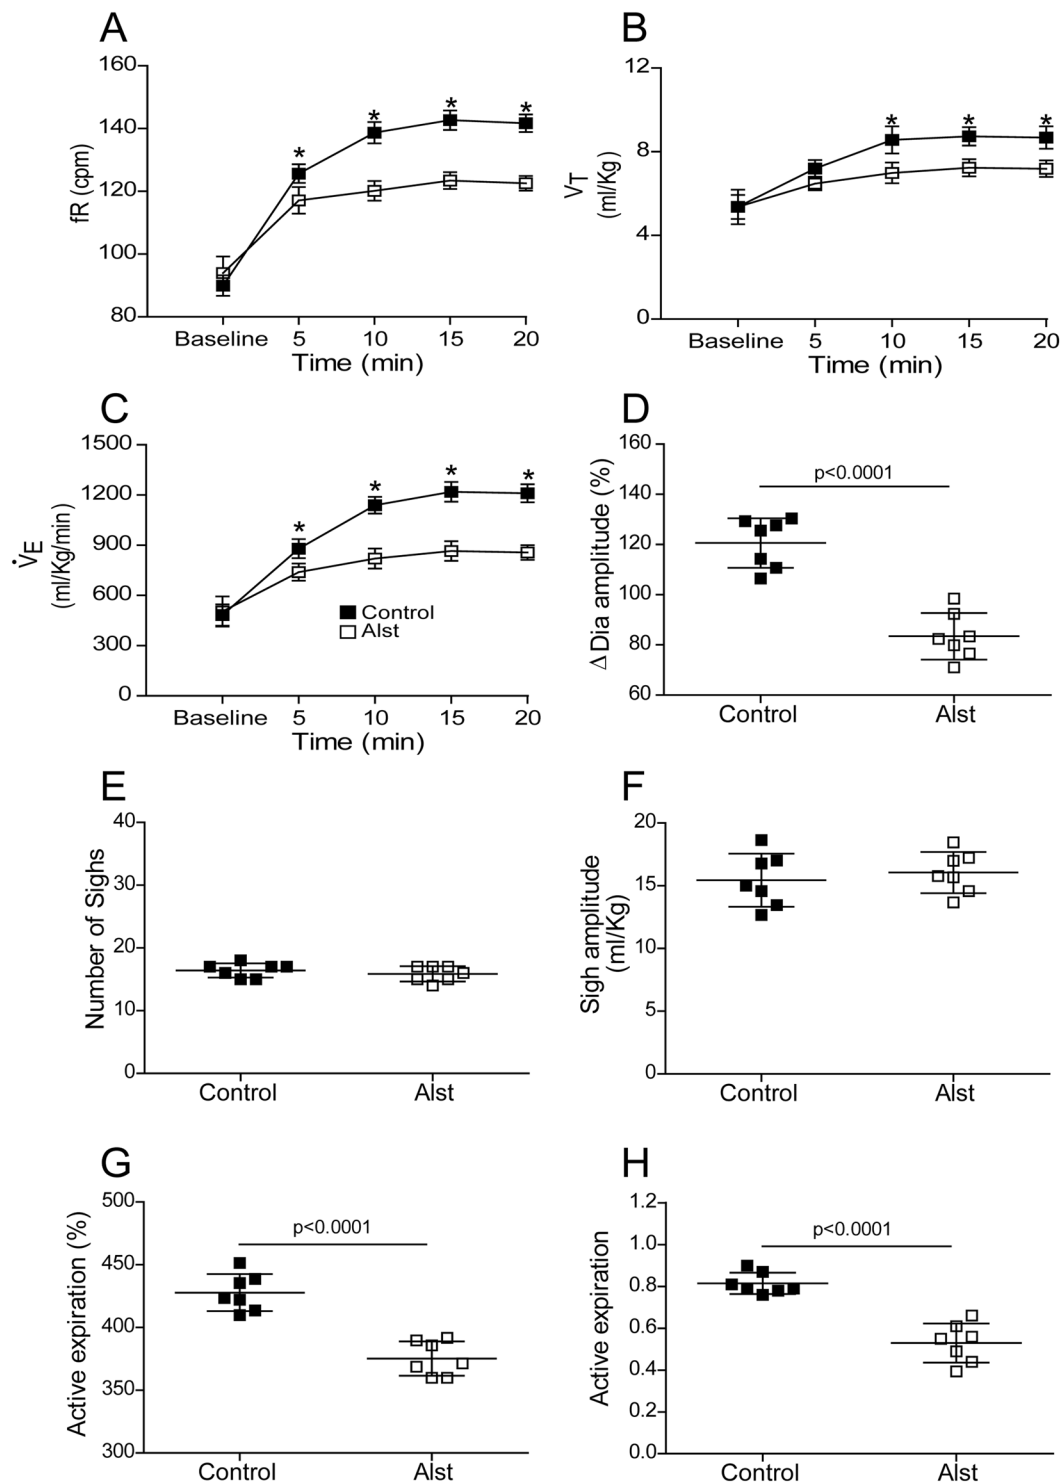 A
160
140
120
100
80
fR (cpm)
*
*
*
*
Baseline 5 10 15 20
Time (min)
B
12
8
4
0
VT
(ml/Kg)
*
*
*
Baseline 5 10 15 20
Time (min)
C
1500
1200
900
600
300
0
V̇E
(ml/Kg/min)
*
*
*
*
Control
Alst
Baseline 5 10 15 20
Time (min)
D
160
140
120
100
80
60
Δ Dia amplitude (%)
p<0.0001
Control Alst
E
40
30
20
10
0
Number of Sighs
Control Alst
F
20
15
10
5
0
Sigh amplitude
(ml/Kg)
Control Alst
G
500
450
400
350
300
Active expiration (%)
p<0.0001
Control Alst
H
1.2
1.0
0.8
0.6
0.4
0.2
0.0
Active expiration
p<0.0001
Control Alst